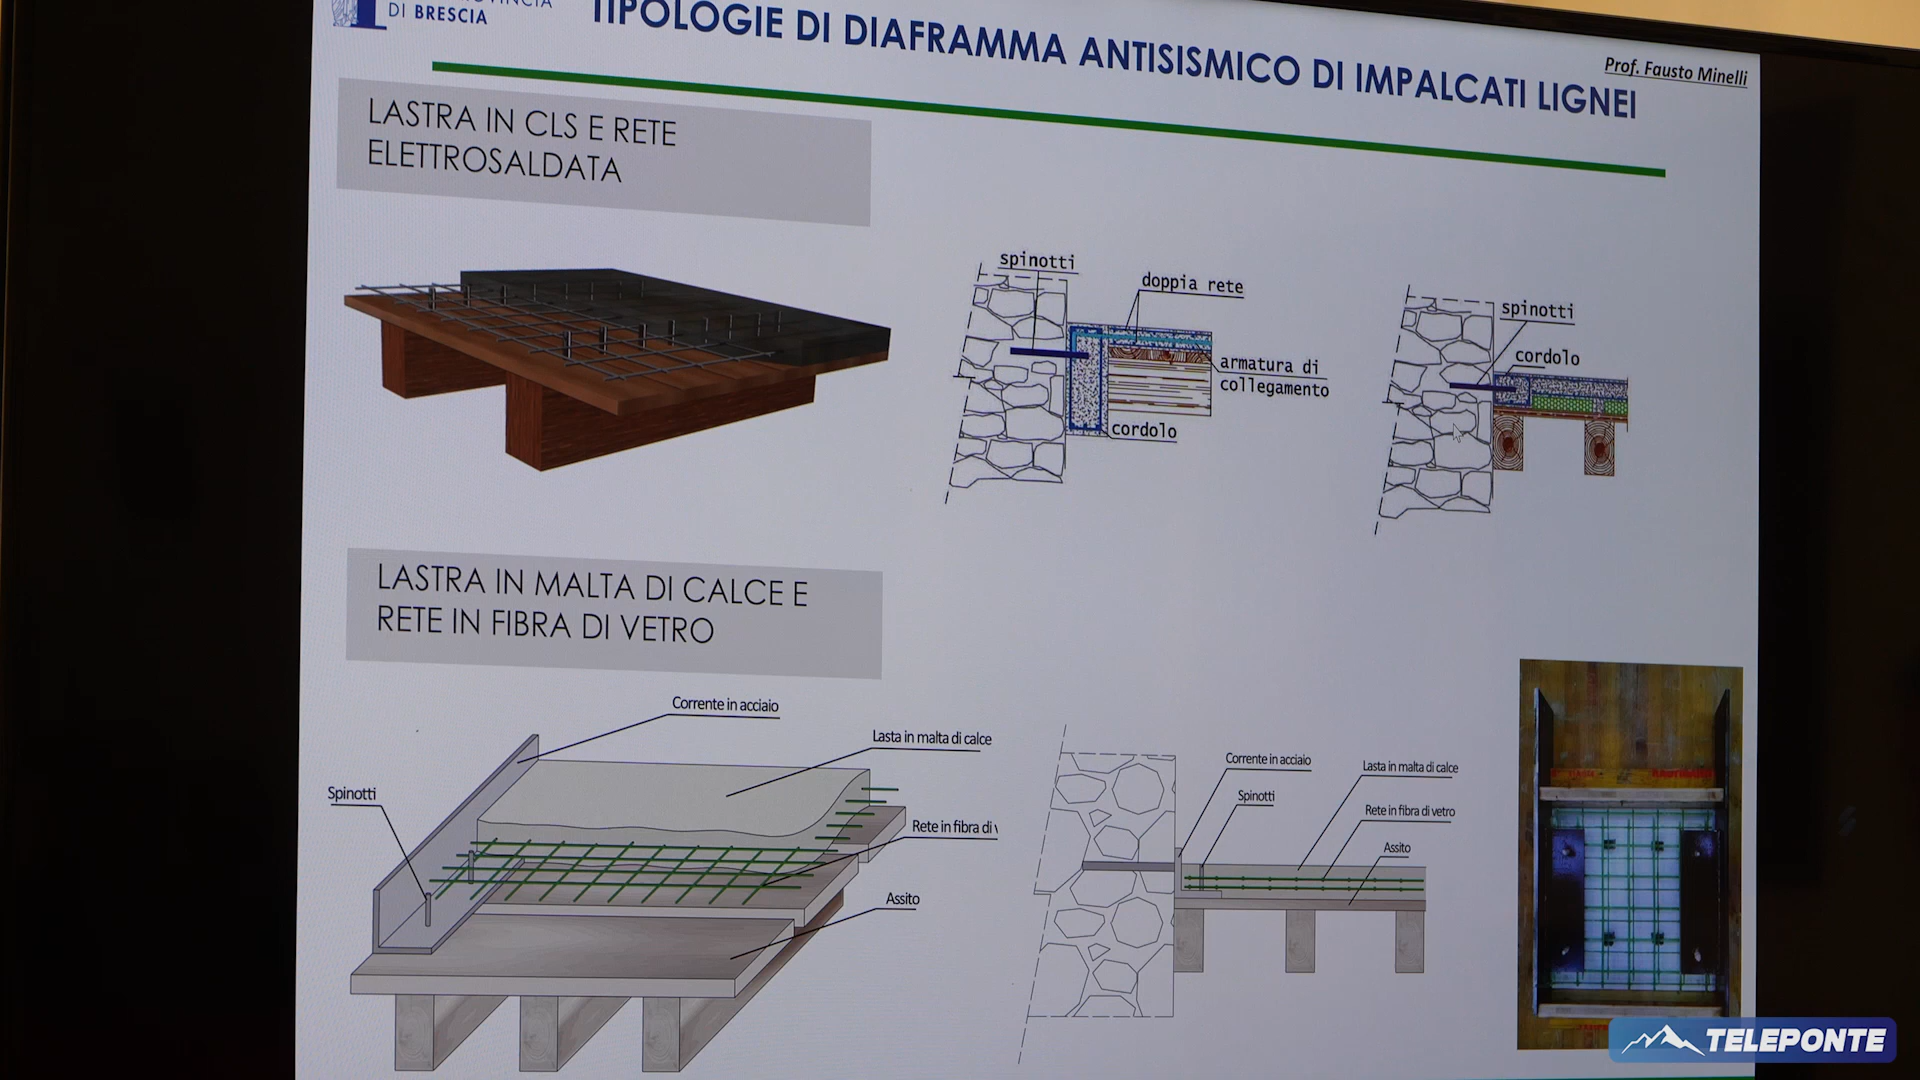 DI BRESCIA
TIPOLOGIE DI DIAFRAMMA ANTISISMICO DI IMPALCATI LIGNEI
Prof. Fausto Minelli
LASTRA IN CLS E RETE
ELETTROSALDATA
spinotti
doppia rete
armatura di
collegamento
cordolo
spinotti
cordolo
LASTRA IN MALTA DI CALCE E
RETE IN FIBRA DI VETRO
Corrente in acciaio
Lasta in malta di calce
Spinotti
Rete in fibra di
Assito
Corrente in acciaio
Spinotti
Lasta in malta di calce
Rete in fibra di vetro
Assito
TELEPONTE